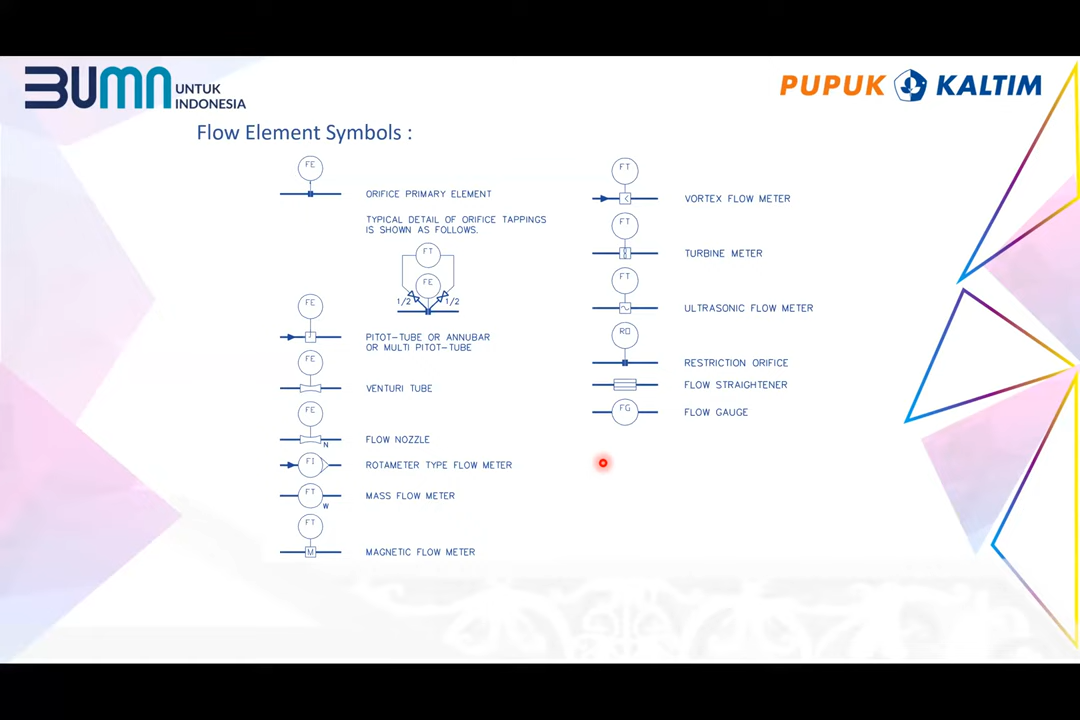 BUMN UNTUK
INDONESIA
PUPUK KALTIM
Flow Element Symbols :
FE
ORIFICE PRIMARY ELEMENT
TYPICAL DETAIL OF ORIFICE TAPPINGS
IS SHOWN AS FOLLOWS.
FT
FE
1/2 1/2
FE
PITOT-TUBE OR ANNUBAR
OR MULTI PITOT-TUBE
FE
VENTURI TUBE
FE
N
FLOW NOZZLE
FI
ROTAMETER TYPE FLOW METER
FT
W
MASS FLOW METER
FT
M
MAGNETIC FLOW METER
FT
VORTEX FLOW METER
FT
TURBINE METER
FT
ULTRASONIC FLOW METER
RO
RESTRICTION ORIFICE
FLOW STRAIGHTENER
FG
FLOW GAUGE